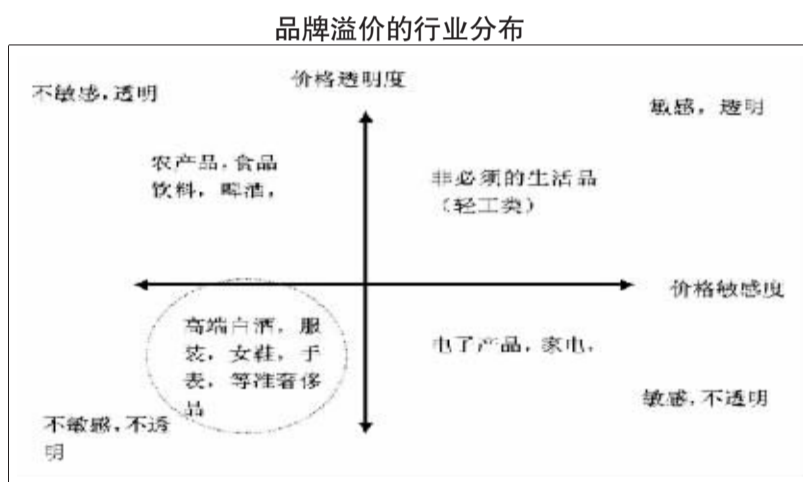 品牌溢价的行业分布
价格透明度
不敏感,透明
敏感,透明
农产品,食品
饮料,啤酒,
非必须的生活品
(轻工类)
价格敏感度
高端白酒,服
装,女鞋,手
表,等准奢侈
品
电子产品,家电,
敏感,不透明
不敏感,不透
明